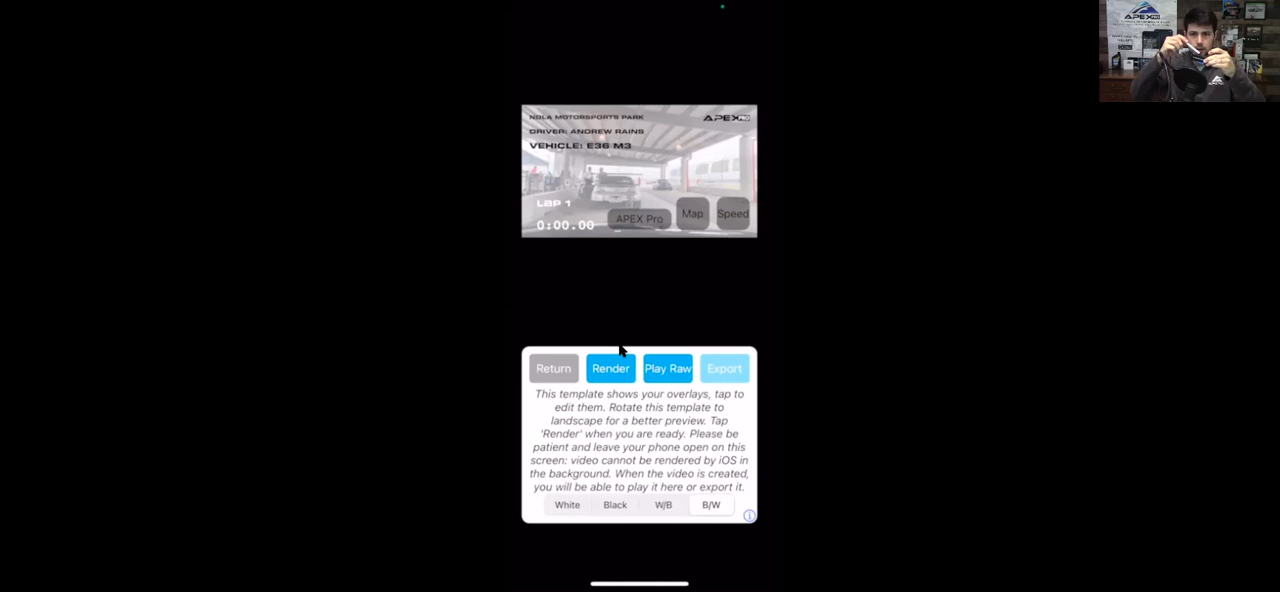 NOLA MOTORSPORTS PARK
APEX PRO
DRIVER: ANDREW RAINS
VEHICLE: E36 M3
Lap 1
0:00.00
APEX Pro
Map
Speed
Return
Render
Play Raw
Export
This template shows your overlays, tap to
edit them. Rotate this template to
landscape for a better preview. Tap
'Render' when you are ready. Please be
patient and leave your phone open on this
screen: video cannot be rendered by iOS in
the background. When the video is created,
you will be able to play it here or export it.
White
Black
W/B
B/W
APEX